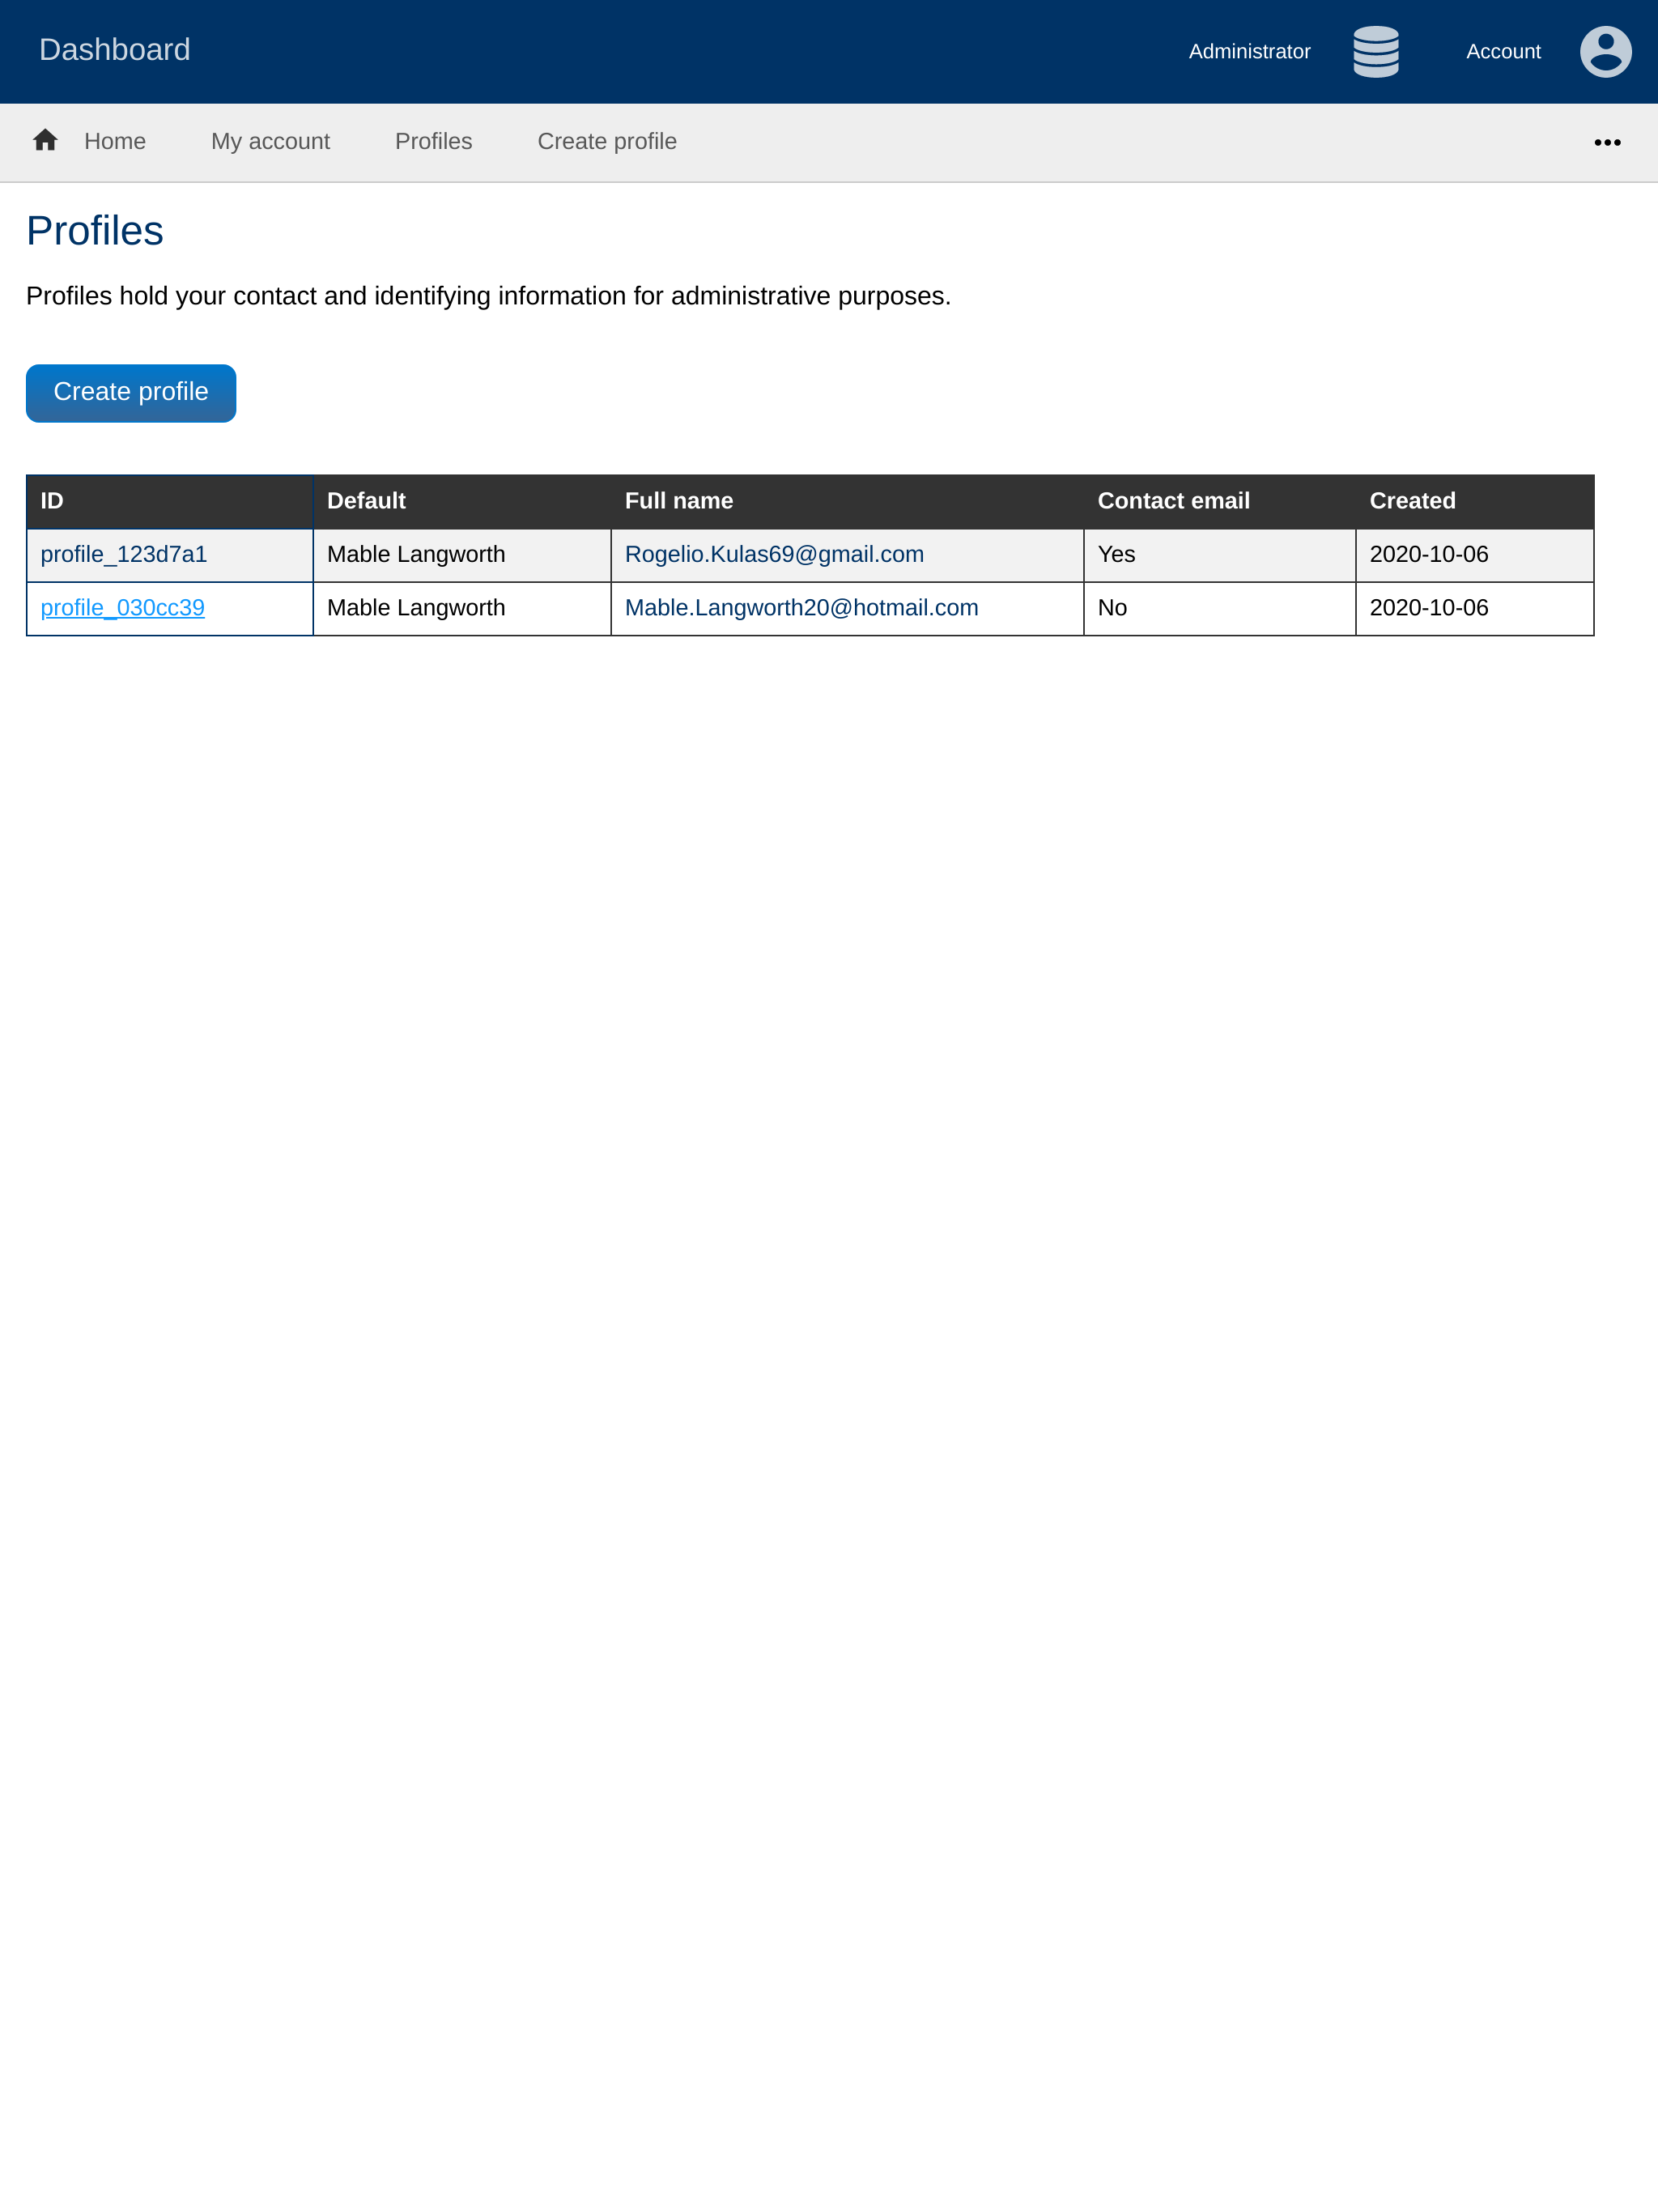 Dashboard Administrator Account
Home My account Profiles Create profile
Profiles
Profiles hold your contact and identifying information for administrative purposes.
Create profile
ID Default Full name Contact email Created
profile_123d7a1 Mable Langworth Rogelio.Kulas69@gmail.com Yes 2020-10-06
profile_030cc39 Mable Langworth Mable.Langworth20@hotmail.com No 2020-10-06